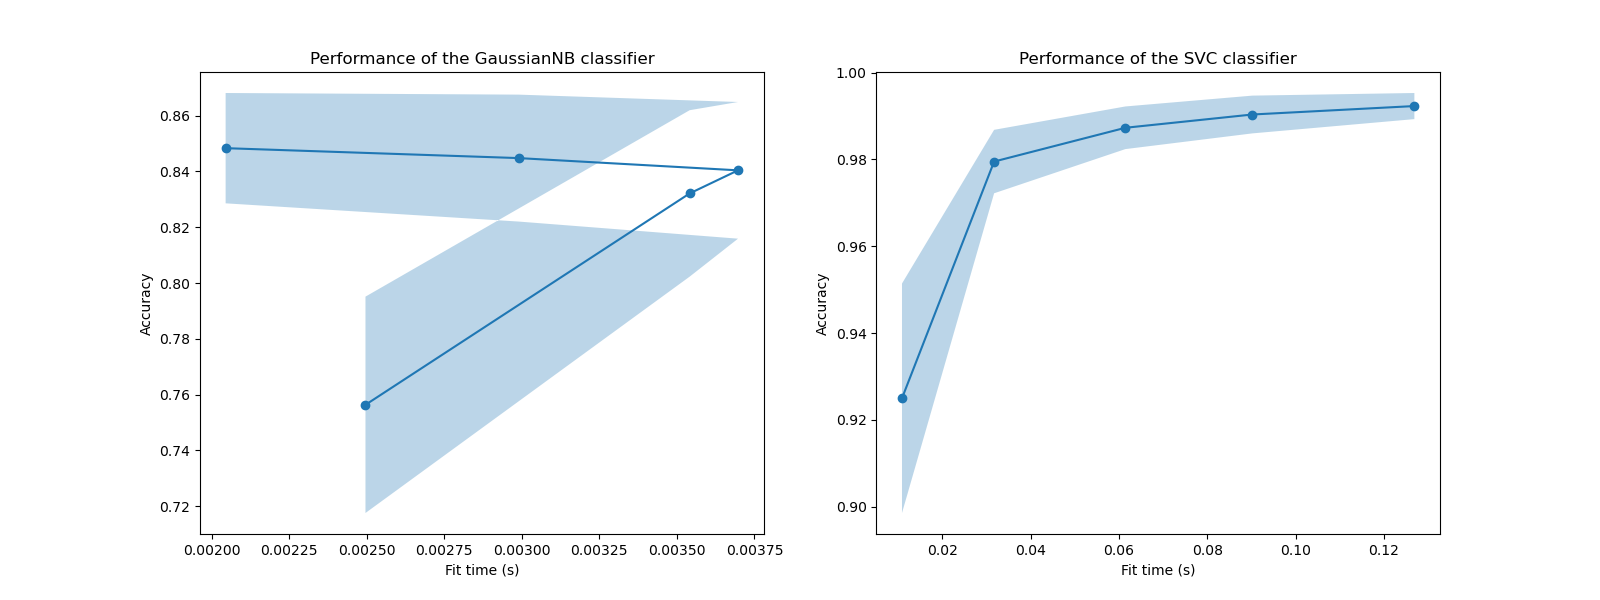 Performance of the GaussianNB classifier
0.86
0.84
0.82
0.80
0.78
0.76
0.74
0.72
Accuracy
0.00200 0.00225 0.00250 0.00275 0.00300 0.00325 0.00350 0.00375
Fit time (s)
Performance of the SVC classifier
1.00
0.98
0.96
0.94
0.92
0.90
Accuracy
0.02 0.04 0.06 0.08 0.10 0.12
Fit time (s)